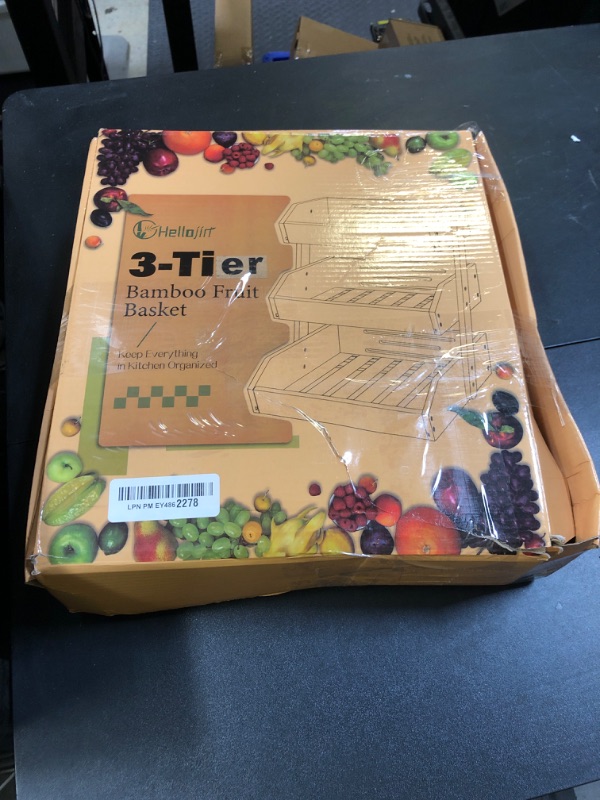 Hellojin
3-Tier
Bamboo Fruit
Basket
Keep Everything
in Kitchen Organized
LPN PM EY486 2278